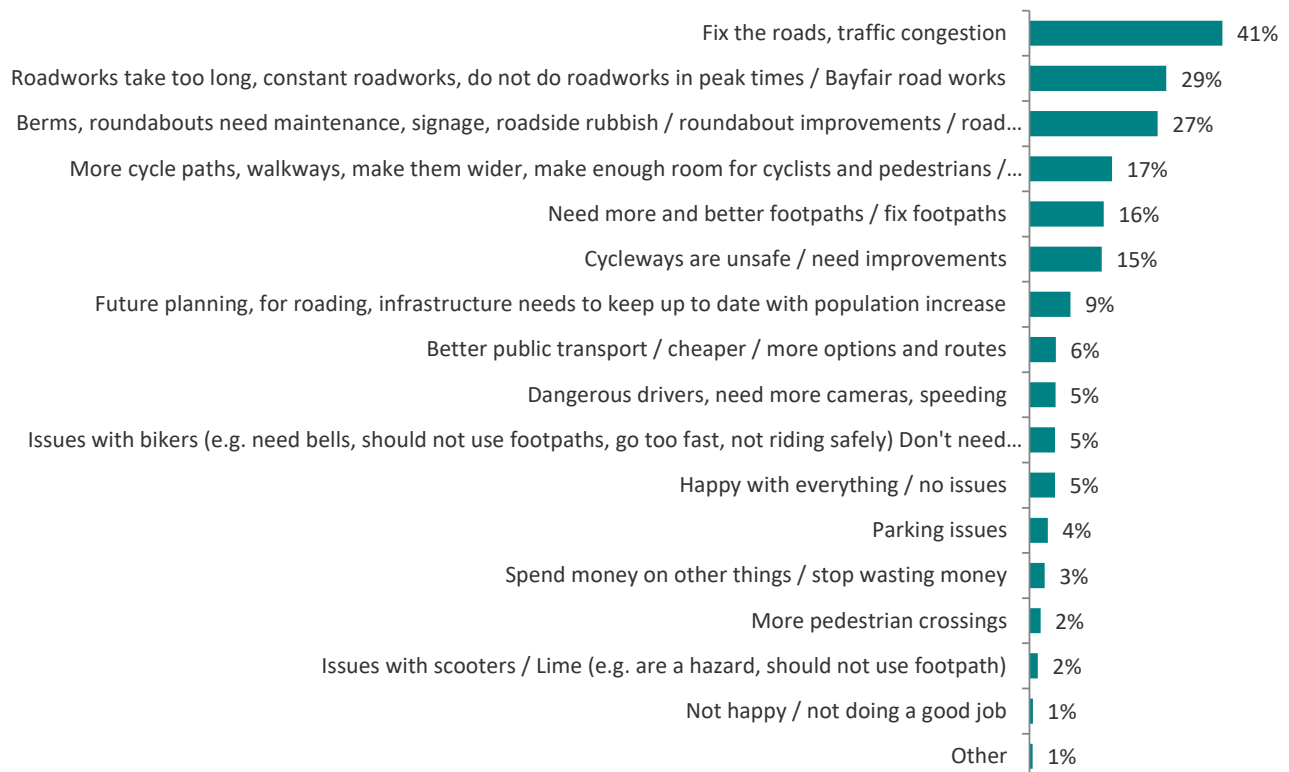 Fix the roads, traffic congestion 41%
Roadworks take too long, constant roadworks, do not do roadworks in peak times / Bayfair road works 29%
Berms, roundabouts need maintenance, signage, roadside rubbish / roundabout improvements / road... 27%
More cycle paths, walkways, make them wider, make enough room for cyclists and pedestrians /... 17%
Need more and better footpaths / fix footpaths 16%
Cycleways are unsafe / need improvements 15%
Future planning, for roading, infrastructure needs to keep up to date with population increase 9%
Better public transport / cheaper / more options and routes 6%
Dangerous drivers, need more cameras, speeding 5%
Issues with bikers (e.g. need bells, should not use footpaths, go too fast, not riding safely) Don't need... 5%
Happy with everything / no issues 5%
Parking issues 4%
Spend money on other things / stop wasting money 3%
More pedestrian crossings 2%
Issues with scooters / Lime (e.g. are a hazard, should not use footpath) 2%
Not happy / not doing a good job 1%
Other 1%